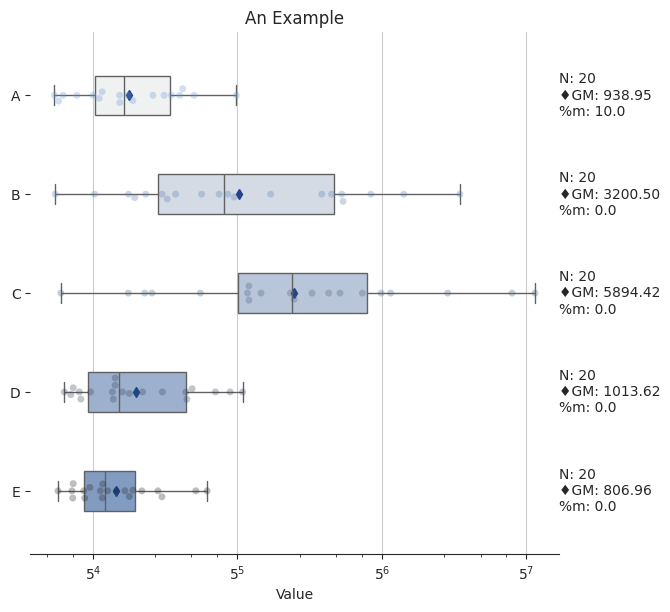 An Example
A
N: 20
♦GM: 938.95
%m: 10.0
B
N: 20
♦GM: 3200.50
%m: 0.0
C
N: 20
♦GM: 5894.42
%m: 0.0
D
N: 20
♦GM: 1013.62
%m: 0.0
E
N: 20
♦GM: 806.96
%m: 0.0
5⁴ 5⁵ 5⁶ 5⁷
Value